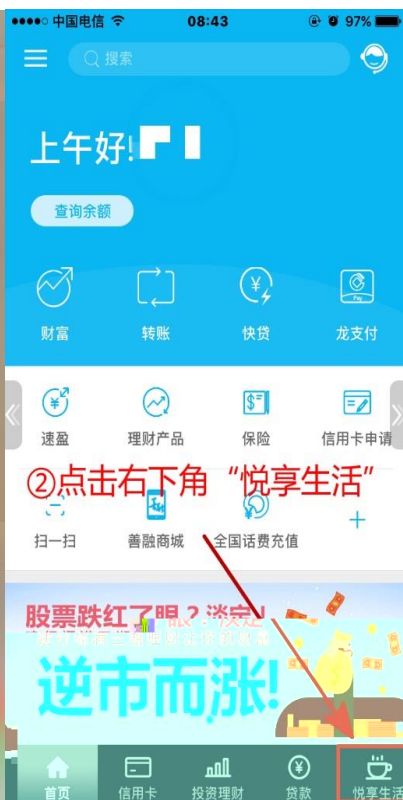 中国电信 08:43 97%
搜索
上午好!
查询余额
财富 转账 快贷 龙支付
Pay
速盈 理财产品 保险 信用卡申请
②点击右下角“悦享生活”
扫一扫 善融商城 全国话费充值
股票跌红了眼?淡定!
逆市而涨!
首页 信用卡 投资理财 贷款 悦享生活